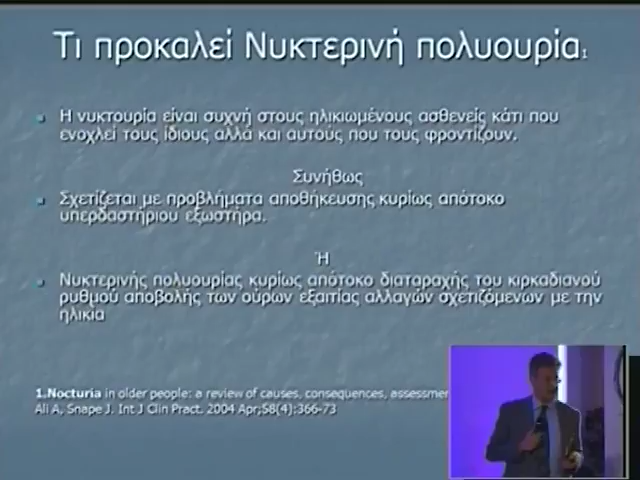 Τι προκαλεί Νυκτερινή πολυουρία1
Η νυκτουρία είναι συχνή στους ηλικιωμένους ασθενείς κάτι που
ενοχλεί τους ίδιους αλλά και αυτούς που τους φροντίζουν.
Συνήθως
Σχετίζεται με προβλήματα αποθήκευσης κυρίως απότοκο
υπερδαστήριου εξωστήρα.
Ή
Νυκτερινής πολυουρίας κυρίως απότοκο διαταραχής του κιρκαδιανού
ρυθμού αποβολής των ούρων εξαιτίας αλλαγών σχετιζόμενων με την
ηλικία
1.Nocturia in older people: a review of causes, consequences, assessmen
Ali A, Snape J. Int J Clin Pract. 2004 Apr;58(4):366-73